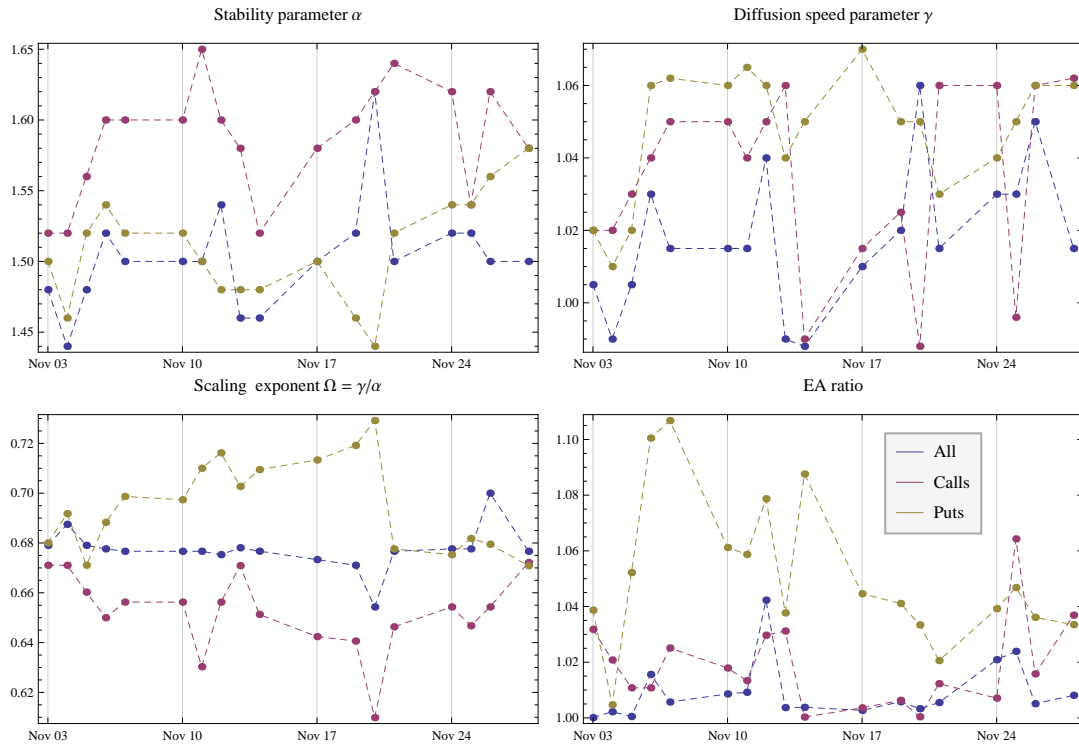 Stability parameter α
1.65
1.60
1.55
1.50
1.45
Nov 03
Nov 10
Nov 17
Nov 24
Diffusion speed parameter γ
1.06
1.04
1.02
1.00
Nov 03
Nov 10
Nov 17
Nov 24
Scaling exponent Ω = γ/α
0.72
0.70
0.68
0.66
0.64
0.62
Nov 03
Nov 10
Nov 17
Nov 24
EA ratio
1.10
1.08
1.06
1.04
1.02
1.00
Nov 03
Nov 10
Nov 17
Nov 24
All
Calls
Puts